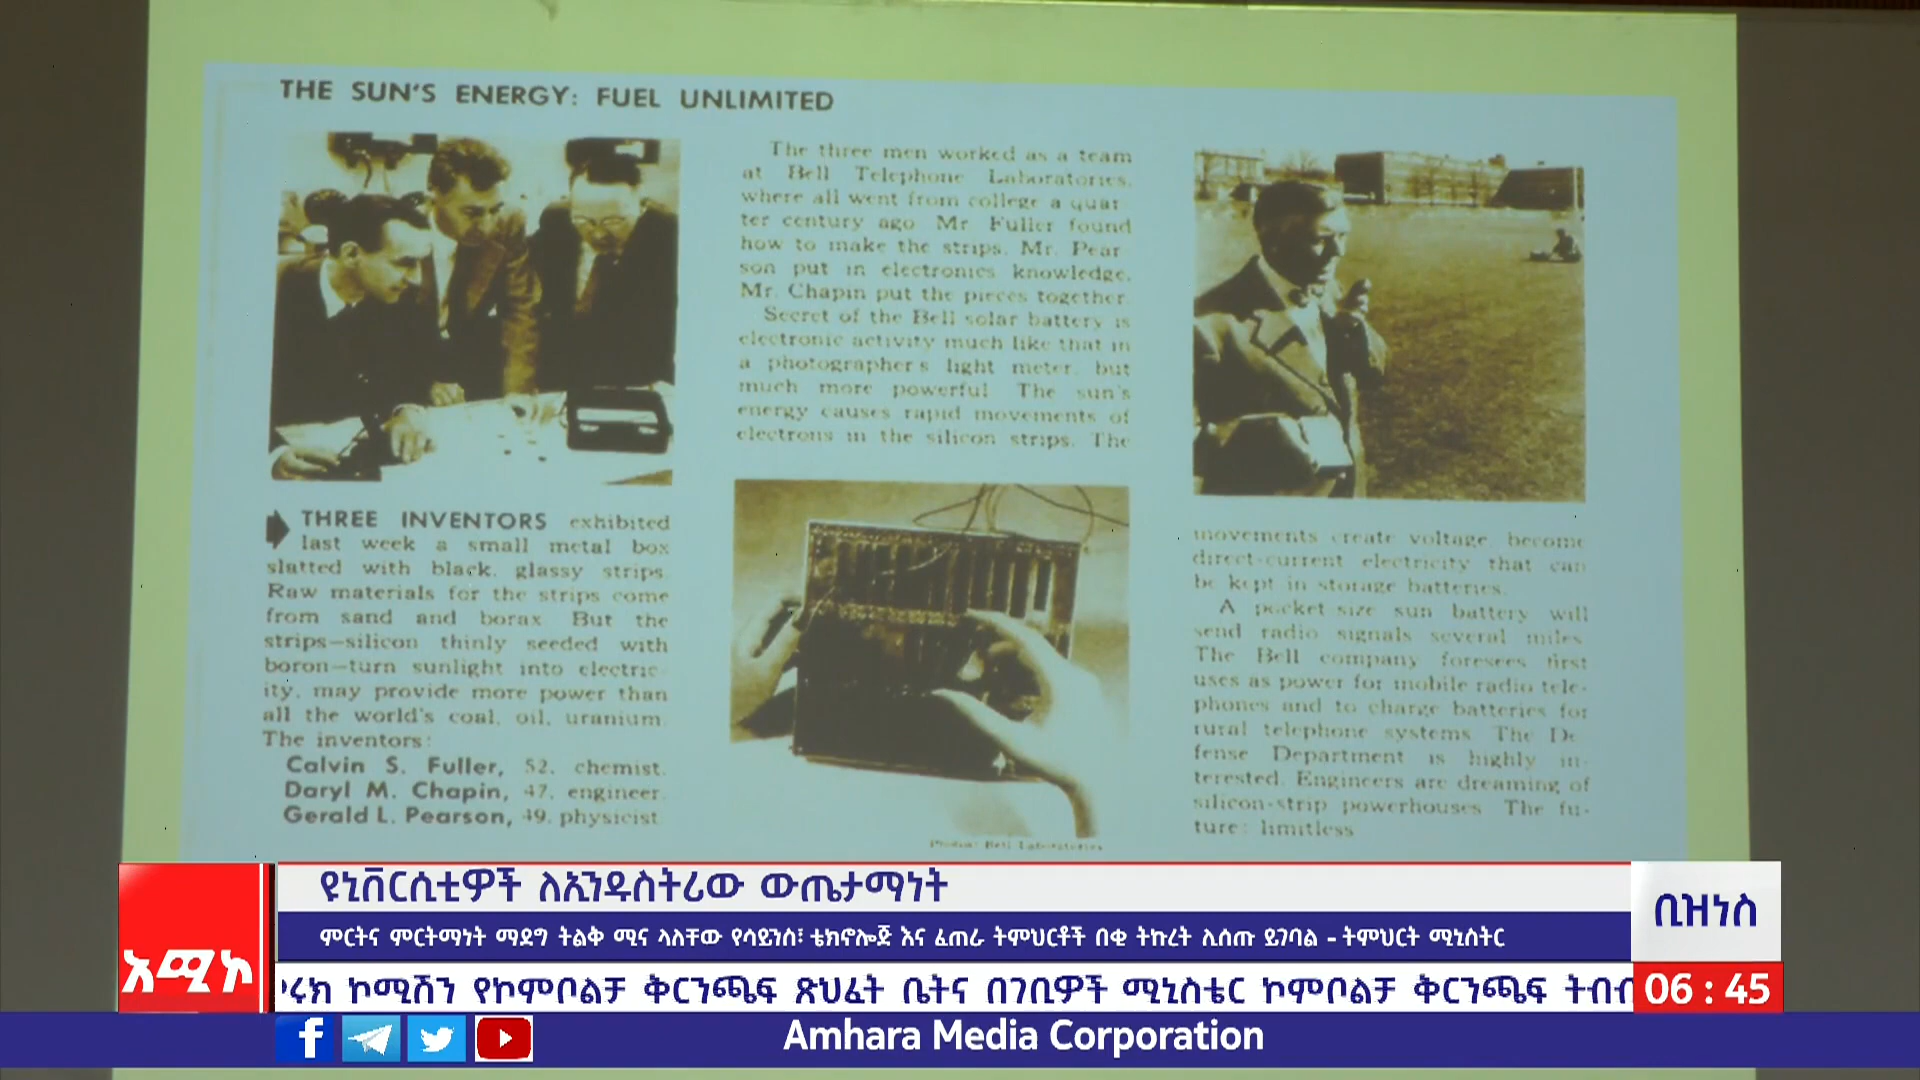 THE SUN'S ENERGY: FUEL UNLIMITED
THREE INVENTORS exhibited
last week a small metal box
slatted with black, glassy strips.
Raw materials for the strips come
from sand and borax. But the
strips—silicon thinly seeded with
boron—turn sunlight into electric-
ity, may provide more power than
all the world's coal, oil, uranium.
The inventors:
Calvin S. Fuller, 52, chemist.
Daryl M. Chapin, 47, engineer.
Gerald L. Pearson, 49, physicist.
The three men worked as a team
at Bell Telephone Laboratories,
where all went from college a quar-
ter century ago. Mr. Fuller found
how to make the strips. Mr. Pear-
son put in electronics knowledge.
Mr. Chapin put the pieces together.
Secret of the Bell solar battery is
electronic activity much like that in
a photographer's light meter, but
much more powerful. The sun's
energy causes rapid movements of
electrons in the silicon strips. The
Photos: Bell Laboratories
movements create voltage, become
direct-current electricity that can
be kept in storage batteries.
A pocket-size sun battery will
send radio signals several miles.
The Bell company foresees first
uses as power for mobile radio tele-
phones and to charge batteries for
rural telephone systems. The De-
fense Department is highly in-
terested. Engineers are dreaming of
silicon-strip powerhouses. The fu-
ture: limitless.
ዩኒቨርሲቲዎች ለኢንዱስትሪው ውጤታማነት
ቢዝነስ
ምርትና ምርትማነት ማደግ ትልቅ ሚና ላለቸው የሳይንስ፣ ቴክኖሎጅ እና ፈጠራ ትምህርቶች በቂ ትኩረት ሊሰጡ ይገባል - ትምህርት ሚኒስትር
አሚኮ
ኮሚሽን የኮምቦልቻ ቅርንጫፍ ጽህፈት ቤትና በገቢዎች ሚኒስቴር ኮምቦልቻ ቅርንጫፍ
06 : 45
Amhara Media Corporation